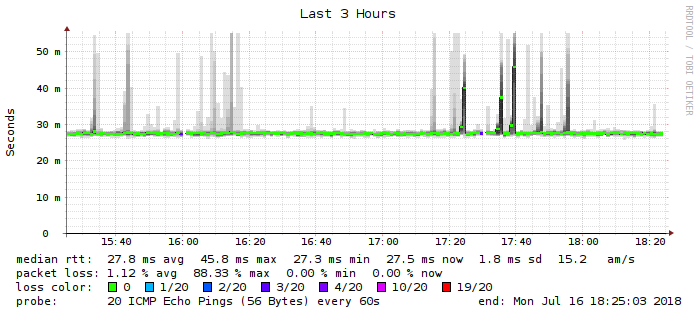 Last 3 Hours
RRDTOOL / TOBI OETIKER
Seconds
50 m
40 m
30 m
20 m
10 m
0
15:40 16:00 16:20 16:40 17:00 17:20 17:40 18:00 18:20
median rtt: 27.8 ms avg 45.8 ms max 27.3 ms min 27.5 ms now 1.8 ms sd 15.2 am/s
packet loss: 1.12 % avg 88.33 % max 0.00 % min 0.00 % now
loss color: 0 1/20 2/20 3/20 4/20 10/20 19/20
probe: 20 ICMP Echo Pings (56 Bytes) every 60s end: Mon Jul 16 18:25:03 2018